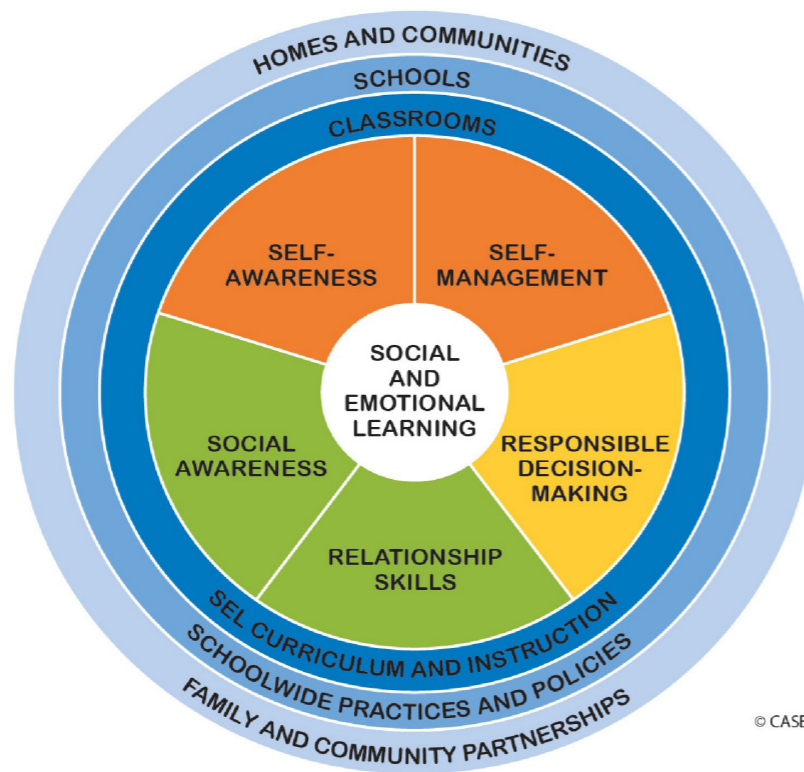 HOMES AND COMMUNITIES
SCHOOLS
CLASSROOMS
SELF-
AWARENESS
SELF-
MANAGEMENT
SOCIAL
AND
EMOTIONAL
LEARNING
SOCIAL
AWARENESS
RESPONSIBLE
DECISION-
MAKING
RELATIONSHIP
SKILLS
SEL CURRICULUM AND INSTRUCTION
SCHOOLWIDE PRACTICES AND POLICIES
FAMILY AND COMMUNITY PARTNERSHIPS
© CASE